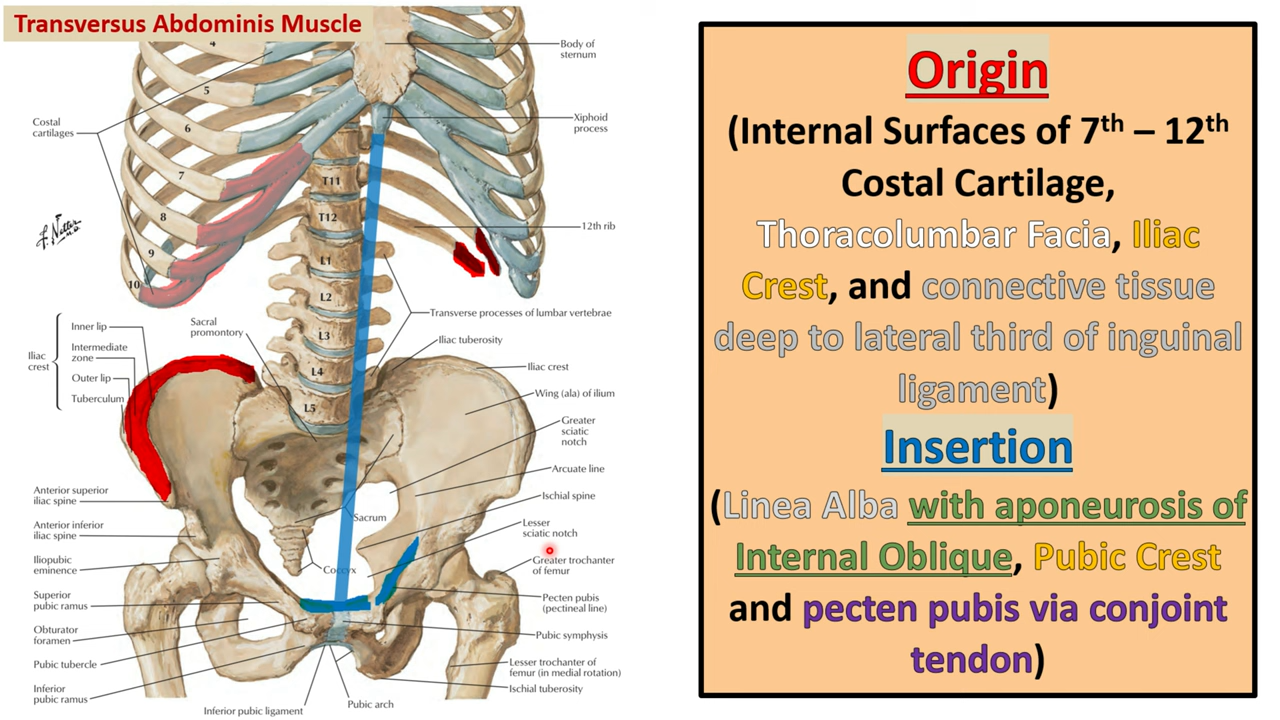 Transversus Abdominis Muscle
4
5
6
7
8
9
10
Costal
cartilages
Body of
sternum
Xiphoid
process
T11
T12
12th rib
L1
L2
L3
L4
L5
Transverse processes of lumbar vertebrae
Sacral
promontory
Iliac
crest
Inner lip
Intermediate
zone
Outer lip
Tuberculum
Iliac tuberosity
Iliac crest
Wing (ala) of ilium
Greater
sciatic
notch
Arcuate line
Ischial spine
Lesser
sciatic notch
Greater trochanter
of femur
Pecten pubis
(pectineal line)
Pubic symphysis
Lesser trochanter of
femur (in medial rotation)
Ischial tuberosity
Anterior superior
iliac spine
Anterior inferior
iliac spine
Iliopubic
eminence
Superior
pubic ramus
Obturator
foramen
Pubic tubercle
Inferior
pubic ramus
Sacrum
Coccyx
Pubic arch
Inferior pubic ligament
F. Netter
M.D.
Origin
(Internal Surfaces of 7th – 12th
Costal Cartilage,
Thoracolumbar Facia, Iliac
Crest, and connective tissue
deep to lateral third of inguinal
ligament)
Insertion
(Linea Alba with aponeurosis of
Internal Oblique, Pubic Crest
and pecten pubis via conjoint
tendon)